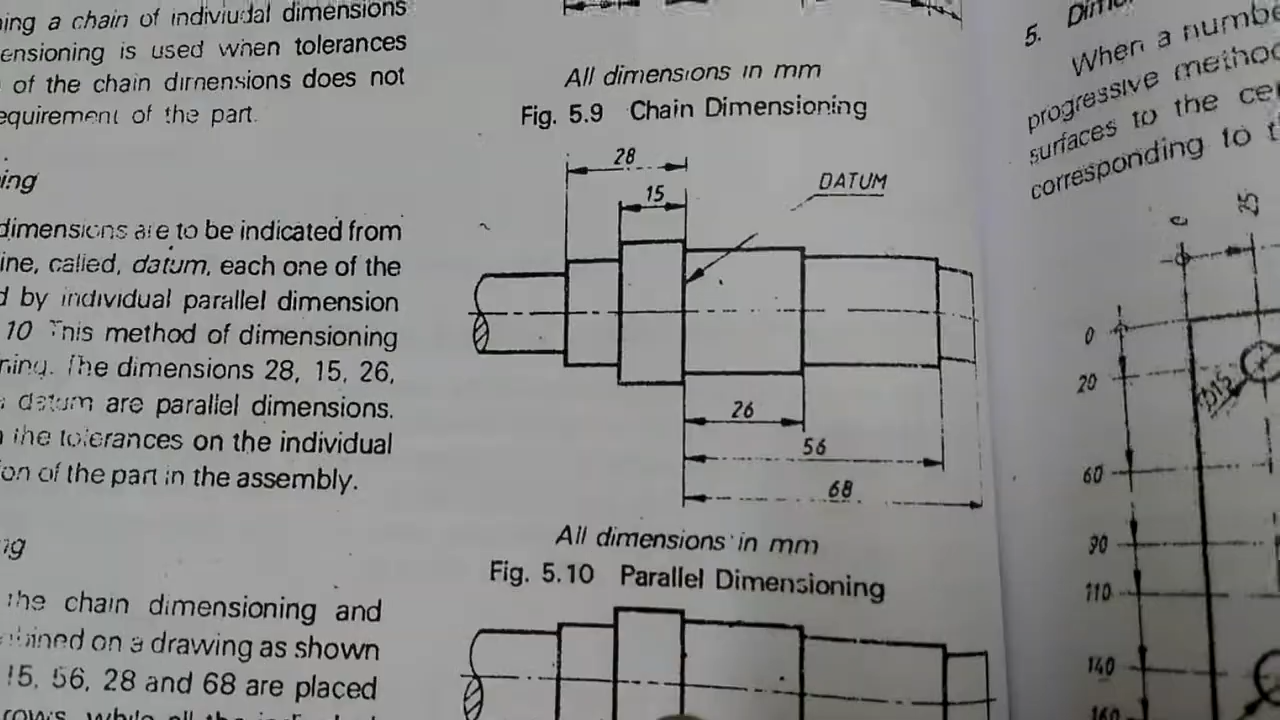 a chain of indiviudal dimensions
ensioning is used when tolerances
of the chain dimensions does not
equirement of the part.
ing
dimensions are to be indicated from
ine, called, datum, each one of the
d by individual parallel dimension
10 This method of dimensioning
ning. The dimensions 28, 15, 26,
datum are parallel dimensions.
the tolerances on the individual
on of the part in the assembly.
ng
the chain dimensioning and
bined on a drawing as shown
15, 56, 28 and 68 are placed
All dimensions in mm
Fig. 5.9 Chain Dimensioning
28
15
DATUM
26
56
68
All dimensions in mm
Fig. 5.10 Parallel Dimensioning
5.
When a numbe
progressive method
surfaces to the ce
corresponding to t
25
0
20
60
90
110
140
160